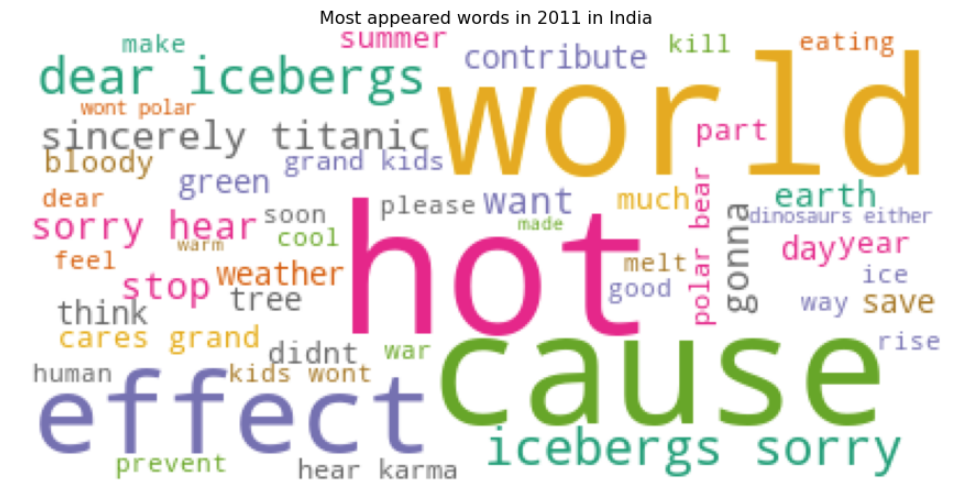 Most appeared words in 2011 in India
make
summer
contribute
kill
eating
dear icebergs
world
wont polar
sincerely titanic
part
bloody
grand kids
green
dear
please
want
much
earth
sorry hear
soon
made
polar bear
gonna
dinosaurs either
warm
cool
hot
day
year
feel
stop
weather
melt
ice
think
tree
good
way
save
cares grand
didnt
war
cause
rise
human
kids wont
effect
icebergs sorry
prevent
hear karma